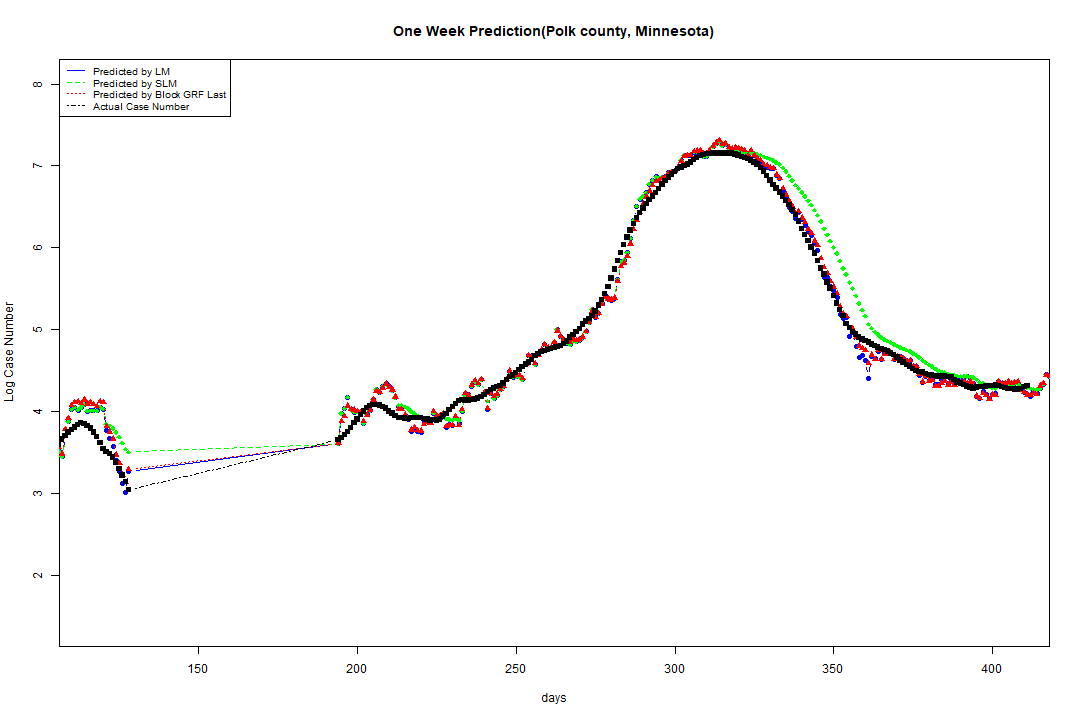 One Week Prediction(Polk county, Minnesota)
Predicted by LM
Predicted by SLM
Predicted by Block GRF Last
Actual Case Number
8
7
6
5
4
3
2
Log Case Number
150 200 250 300 350 400
days